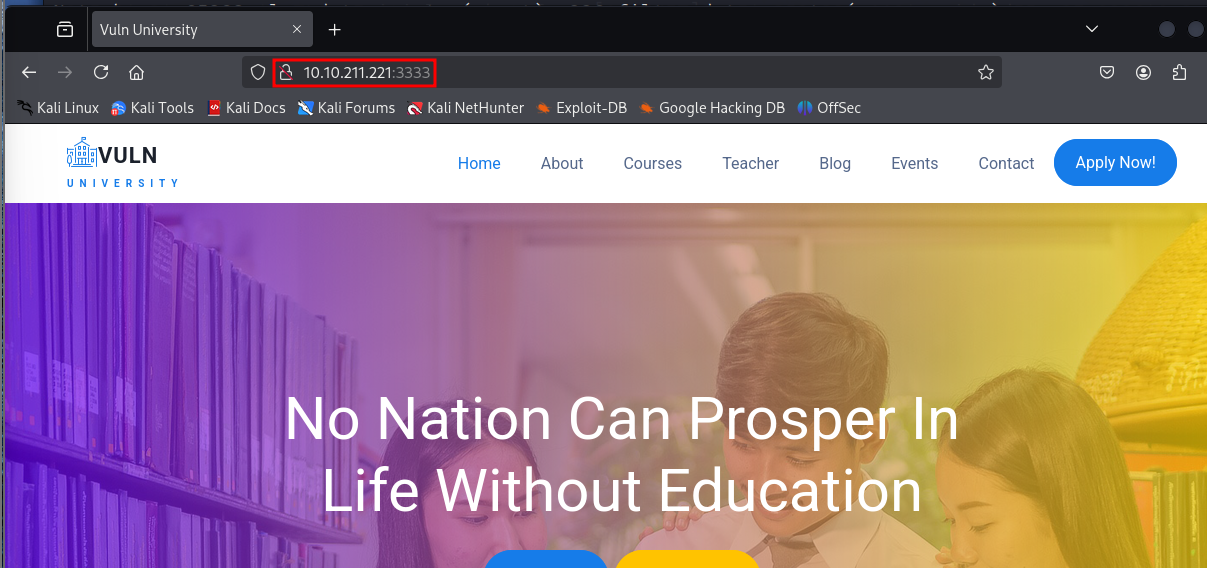 Vuln University
10.10.211.221:3333
Kali Linux Kali Tools Kali Docs Kali Forums Kali NetHunter Exploit-DB Google Hacking DB OffSec
VULN
UNIVERSITY
Home About Courses Teacher Blog Events Contact Apply Now!
No Nation Can Prosper In
Life Without Education